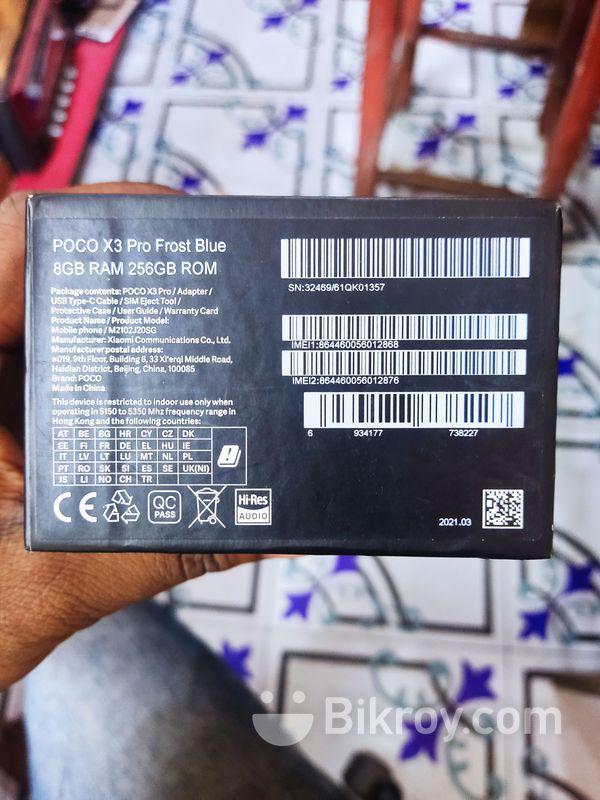 POCO X3 Pro Frost Blue
8GB RAM 256GB ROM
Package contents: POCO X3 Pro / Adapter /
USB Type-C Cable / SIM Eject Tool /
Protective Case / User Guide / Warranty Card
Product Name/ Product Model:
Mobile phone / M2102J20SG
Manufacturer: Xiaomi Communications Co., Ltd.
Manufacturer postal address:
#019, 9th Floor, Building 6, 33 Xi'erqi Middle Road,
Haidian District, Beijing, China, 100085
Brand: POCO
Made in China
This device is restricted to indoor use only when
operating in 5150 to 5350 Mhz frequency range in
Hong Kong and the following countries:
AT BE BG HR CY CZ DK
EE FI FR DE EL HU IE
IT LV LT LU MT NL PL
PT RO SK SI ES SE UK(NI)
IS LI NO CH TR
CE
QC
PASS
Hi-Res
AUDIO
SN:32469/61QK01357
IMEI1:864460056012868
IMEI2:864460056012876
6 934177 738227
2021.03
Bikroy.com